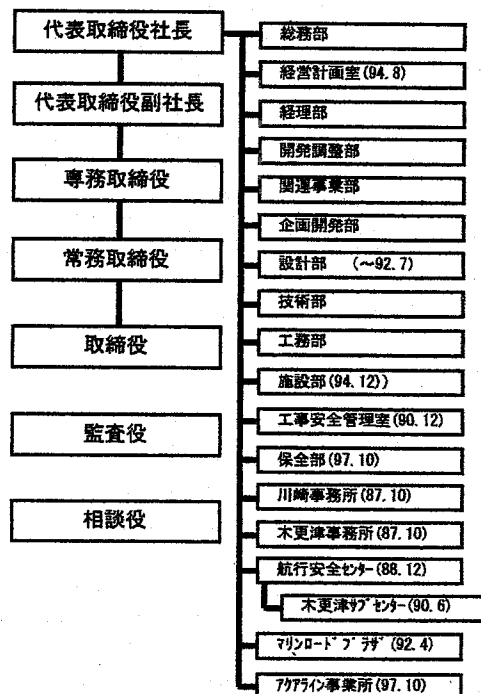 代表取締役社長
代表取締役副社長
専務取締役
常務取締役
取締役
監査役
相談役
総務部
経営計画室(94.8)
経理部
開発調整部
関連事業部
企画開発部
設計部 (~92.7)
技術部
工務部
施設部(94.12))
工事安全管理室(90.12)
保全部(97.10)
川崎事務所(87.10)
木更津事務所(87.10)
航行安全センター(88.12)
木更津サブセンター(90.6)
マリンロードプラザ(92.4)
アクアライン事業所(97.10)